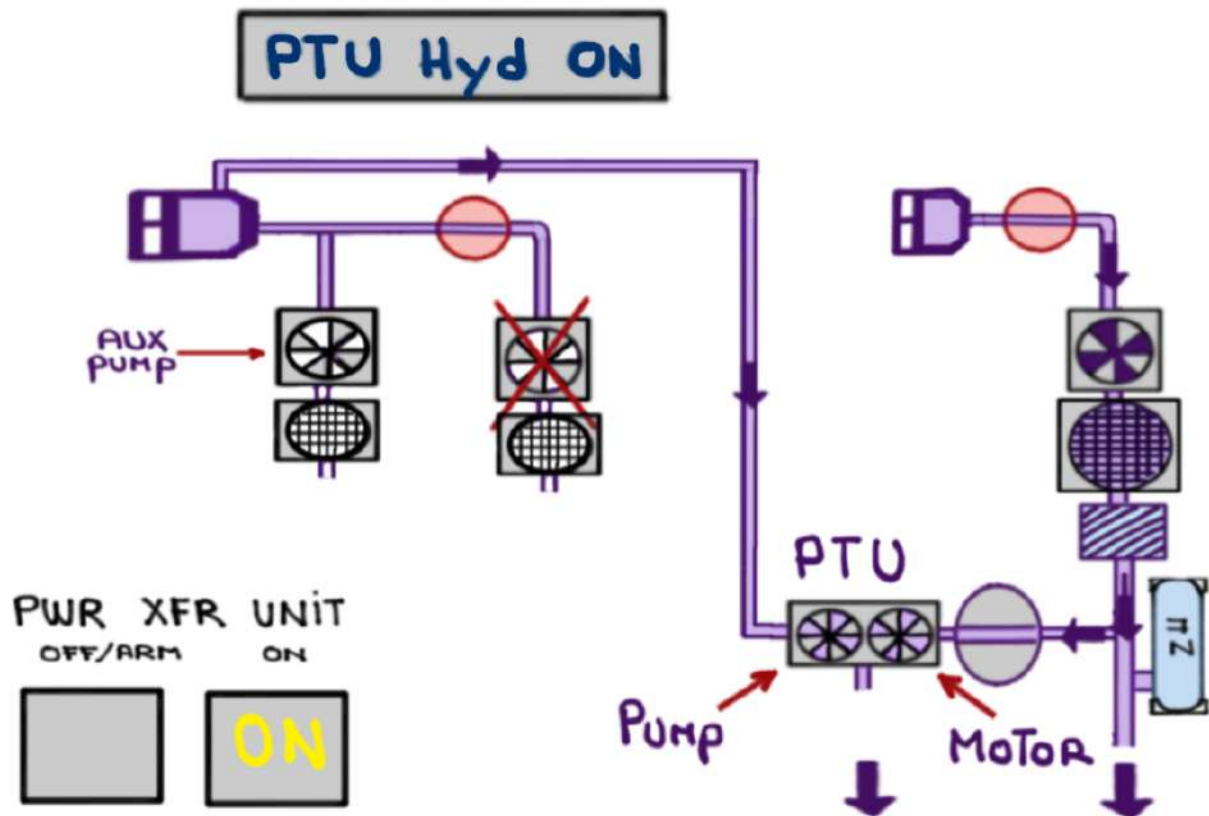 PTU Hyd ON
AUX
PUMP
PTU
PWR XFR UNIT
OFF/ARM ON
ON
PUMP
MOTOR